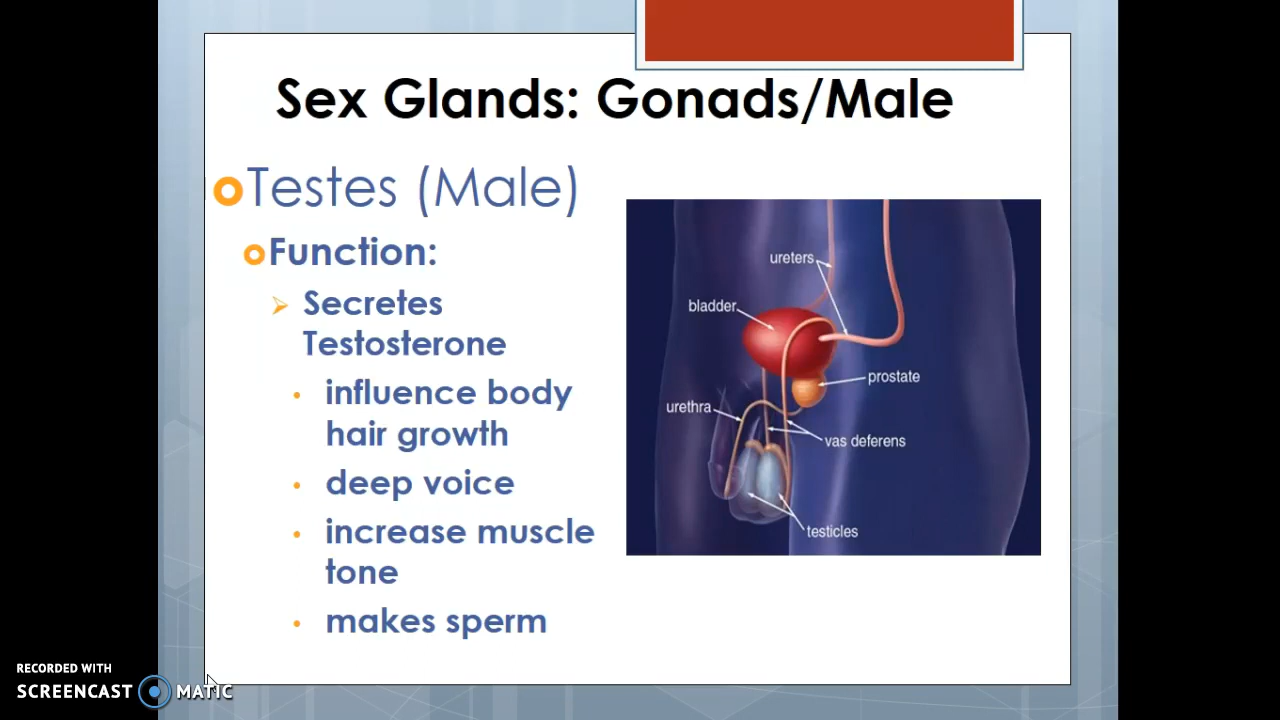 Sex Glands: Gonads/Male
Testes (Male)
Function:
Secretes
Testosterone
influence body
hair growth
deep voice
increase muscle
tone
makes sperm
ureters
bladder
prostate
urethra
vas deferens
testicles
RECORDED WITH
SCREENCAST MATIC